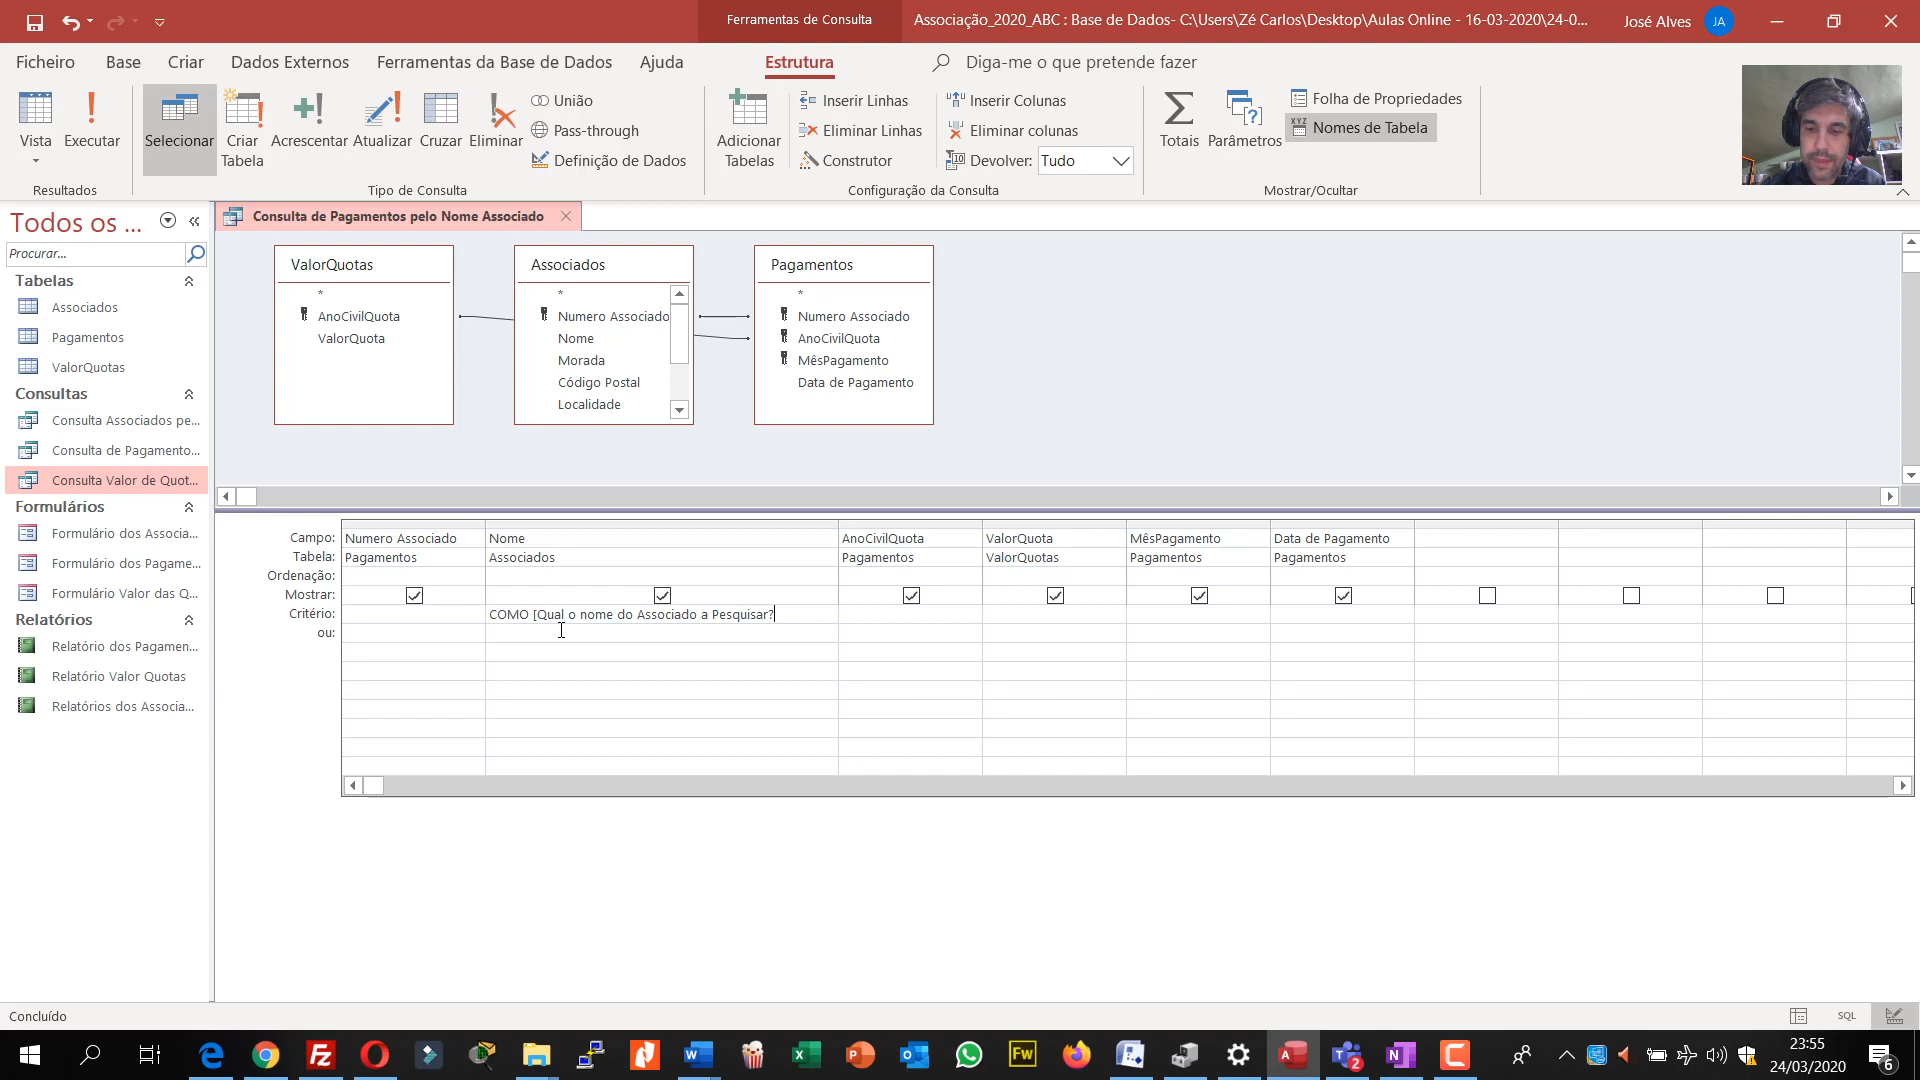 Ferramentas de Consulta
Associação_2020_ABC : Base de Dados- C:\Users\Zé Carlos\Desktop\Aulas Online - 16-03-2020\24-0...
José Alves
JA
Ficheiro
Base
Criar
Dados Externos
Ferramentas da Base de Dados
Ajuda
Estrutura
Diga-me o que pretende fazer
Vista
Executar
Resultados
Selecionar
Criar
Tabela
Acrescentar
Atualizar
Cruzar
Eliminar
União
Pass-through
Definição de Dados
Tipo de Consulta
Adicionar
Tabelas
Inserir Linhas
Eliminar Linhas
Construtor
Inserir Colunas
Eliminar colunas
Devolver:
Tudo
Configuração da Consulta
Totais
Parâmetros
Folha de Propriedades
Nomes de Tabela
Mostrar/Ocultar
Todos os ...
Procurar...
Tabelas
Associados
Pagamentos
ValorQuotas
Consultas
Consulta Associados pe...
Consulta de Pagamento...
Consulta Valor de Quot...
Formulários
Formulário dos Associa...
Formulário dos Pagame...
Formulário Valor das Q...
Relatórios
Relatório dos Pagamen...
Relatório Valor Quotas
Relatórios dos Associa...
Consulta de Pagamentos pelo Nome Associado
ValorQuotas
*
AnoCivilQuota
ValorQuota
Associados
*
Numero Associado
Nome
Morada
Código Postal
Localidade
Pagamentos
*
Numero Associado
AnoCivilQuota
MêsPagamento
Data de Pagamento
Campo: Numero Associado Nome AnoCivilQuota ValorQuota MêsPagamento Data de Pagamento
Tabela: Pagamentos Associados Pagamentos ValorQuotas Pagamentos Pagamentos
Ordenação:
Mostrar:
Critério: COMO [Qual o nome do Associado a Pesquisar?
ou:
Concluído
SQL
23:55
24/03/2020
6